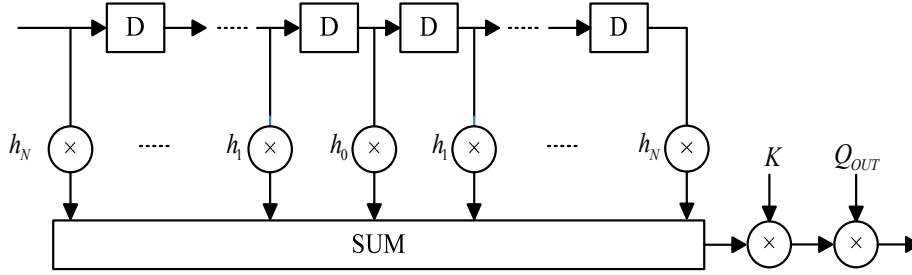 D D D D
h_N × h_1 × h_0 × h_1 × h_N ×
K Q_OUT
SUM × ×